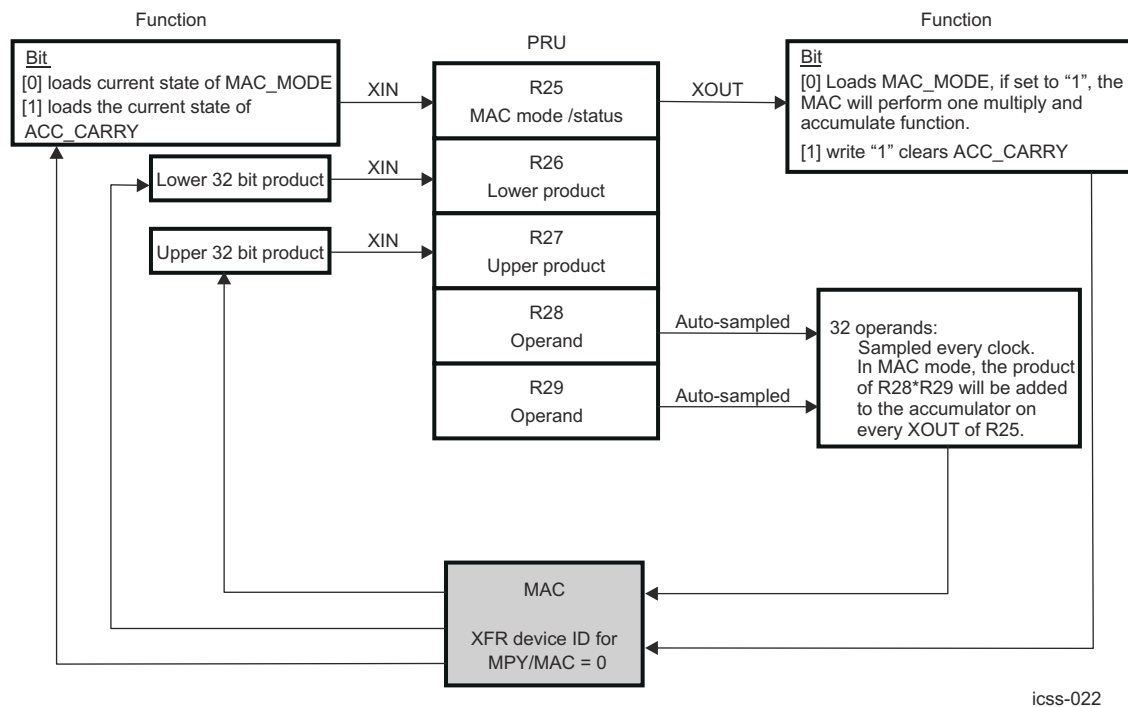 Function
Function
PRU
Bit
[0] loads current state of MAC_MODE
[1] loads the current state of
ACC_CARRY
XIN
R25
MAC mode /status
XOUT
Bit
[0] Loads MAC_MODE, if set to “1”, the
MAC will perform one multiply and
accumulate function.
[1] write “1” clears ACC_CARRY
Lower 32 bit product
XIN
R26
Lower product
Upper 32 bit product
XIN
R27
Upper product
R28
Operand
Auto-sampled
R29
Operand
Auto-sampled
32 operands:
Sampled every clock.
In MAC mode, the product
of R28*R29 will be added
to the accumulator on
every XOUT of R25.
MAC
XFR device ID for
MPY/MAC = 0
icss-022